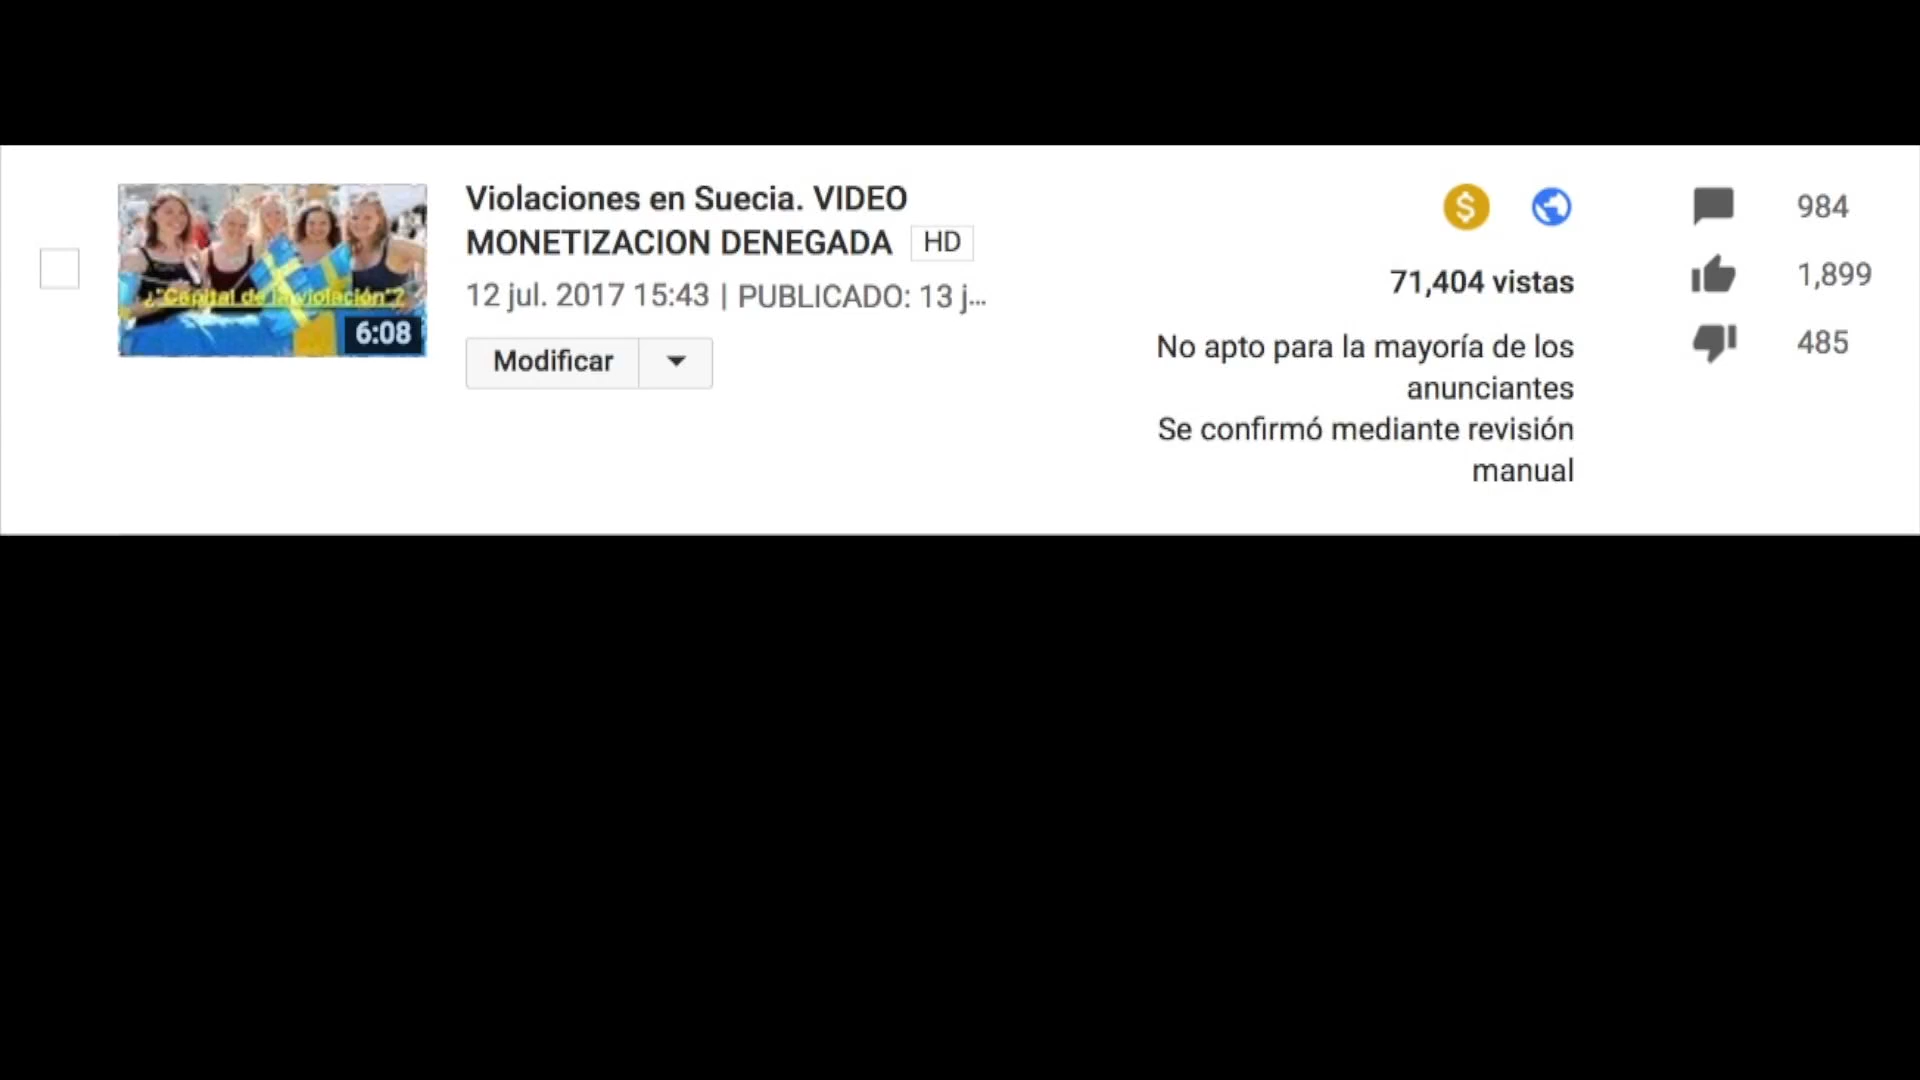 ¿"Capital de la violación"?
6:08
Violaciones en Suecia. VIDEO
MONETIZACION DENEGADA HD
12 jul. 2017 15:43 | PUBLICADO: 13 j...
Modificar
71,404 vistas
No apto para la mayoría de los
anunciantes
Se confirmó mediante revisión
manual
984
1,899
485